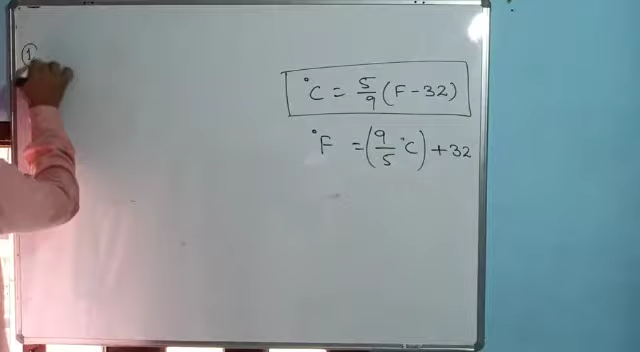 ①
°C = 5/9 (F - 32)
°F = (9/5 °C) + 32